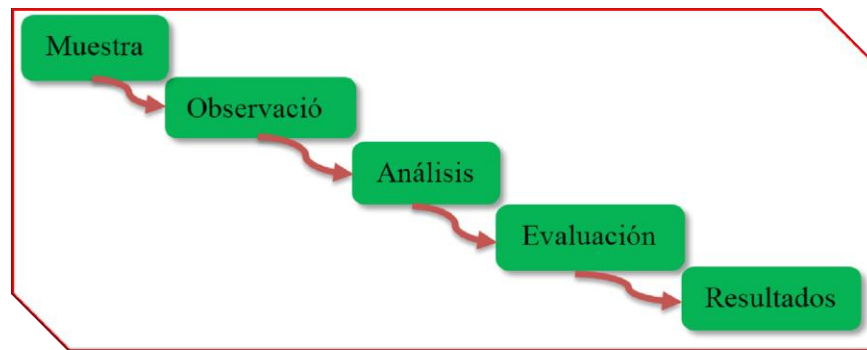 Muestra
Observació
Análisis
Evaluación
Resultados